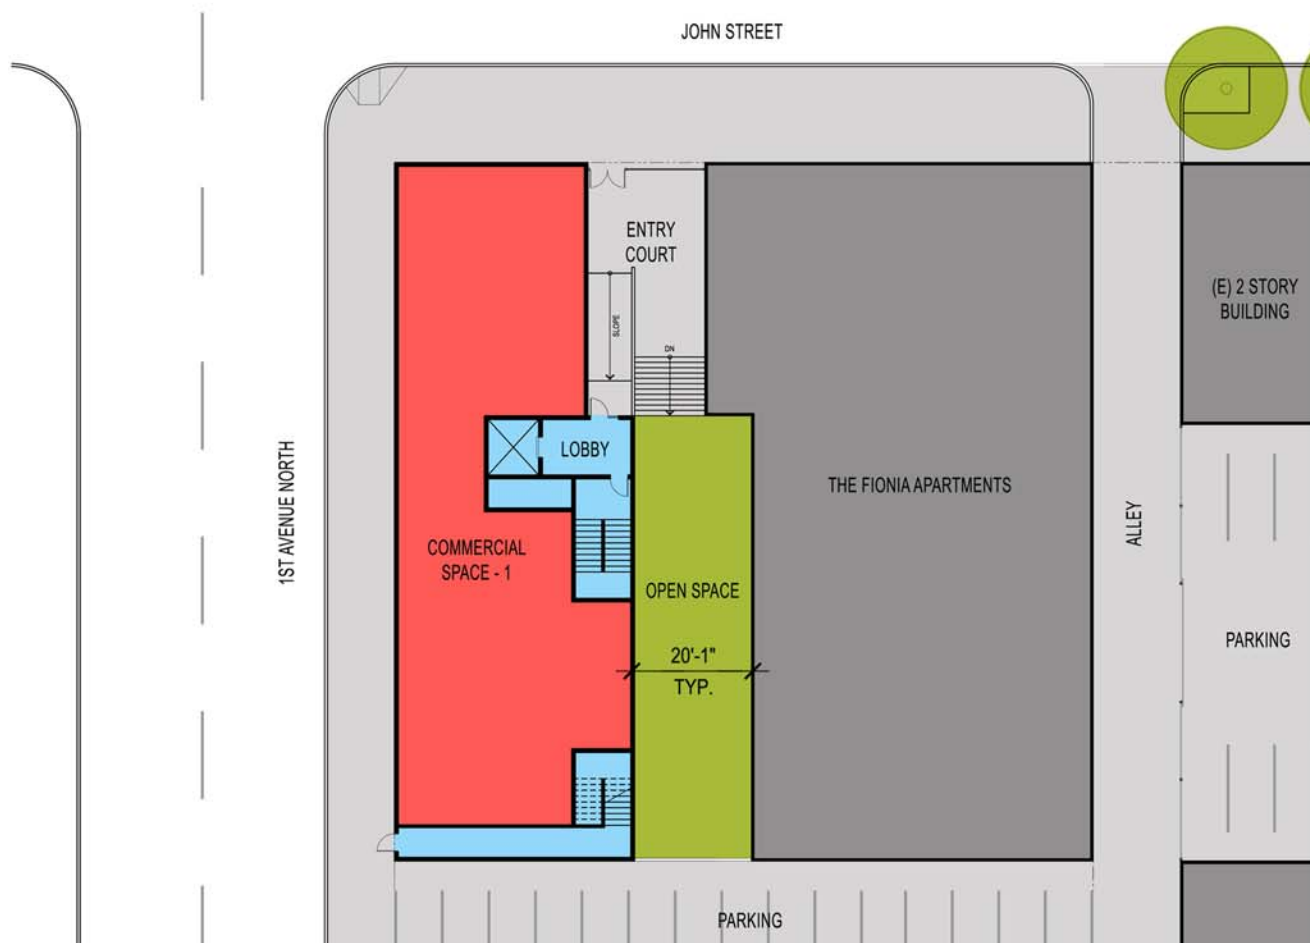 JOHN STREET
ENTRY
COURT
(E) 2 STORY
BUILDING
SLOPE
DN
LOBBY
1ST AVENUE NORTH
THE FIONIA APARTMENTS
ALLEY
COMMERCIAL
SPACE - 1
OPEN SPACE
20'-1"
TYP.
PARKING
PARKING